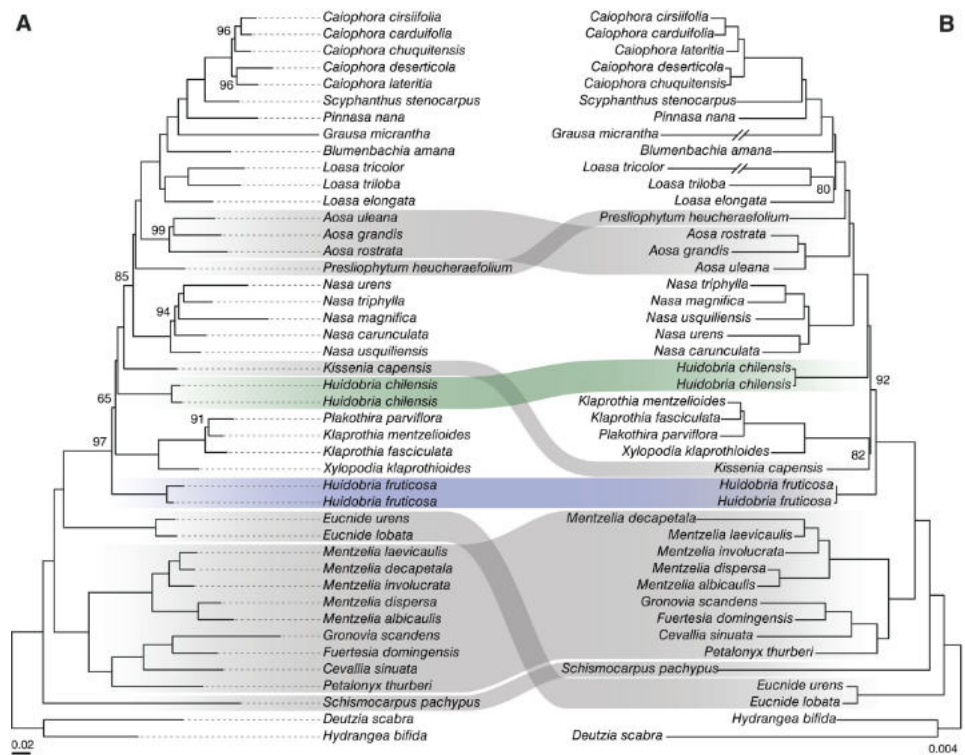 A
B
Caiophora cirsiifolia Caiophora cirsiifolia
96
Caiophora carduifolia Caiophora carduifolia
Caiophora chuquitensis Caiophora lateritia
Caiophora deserticola Caiophora deserticola
96 Caiophora lateritia Caiophora chuquitensis
Scyphanthus stenocarpus Scyphanthus stenocarpus
Pinnasa nana Pinnasa nana
Grausa micrantha Grausa micrantha
Blumenbachia amana Blumenbachia amana
Loasa tricolor Loasa tricolor
Loasa triloba Loasa triloba 80
Loasa elongata Loasa elongata
Aosa uleana Presliophytum heucheraefolium
99 Aosa grandis Aosa rostrata
Aosa rostrata Aosa grandis
Presliophytum heucheraefolium Aosa uleana
85
Nasa urens Nasa triphylla
Nasa triphylla Nasa magnifica
94
Nasa magnifica Nasa usquiliensis
Nasa carunculata Nasa urens
Nasa usquiliensis Nasa carunculata
Kissenia capensis Huidobria chilensis
Huidobria chilensis Huidobria chilensis 92
65
Huidobria chilensis Klaprothia mentzelioides
91 Plakothira parviflora Klaprothia fasciculata
97 Klaprothia mentzelioides Plakothira parviflora
Klaprothia fasciculata Xylopodia klaprothioides 82
Xylopodia klaprothioides Kissenia capensis
Huidobria fruticosa Huidobria fruticosa
Huidobria fruticosa Huidobria fruticosa
Eucnide urens Mentzelia decapetala
Eucnide lobata Mentzelia laevicaulis
Mentzelia laevicaulis Mentzelia involucrata
Mentzelia decapetala Mentzelia dispersa
Mentzelia involucrata Mentzelia albicaulis
Mentzelia dispersa Gronovia scandens
Mentzelia albicaulis Fuertesia domingensis
Gronovia scandens Cevallia sinuata
Fuertesia domingensis Petalonyx thurberi
Cevallia sinuata Schismocarpus pachypus
Petalonyx thurberi Eucnide urens
Schismocarpus pachypus Eucnide lobata
Deutzia scabra Hydrangea bifida
Hydrangea bifida Deutzia scabra
0.02 0.004